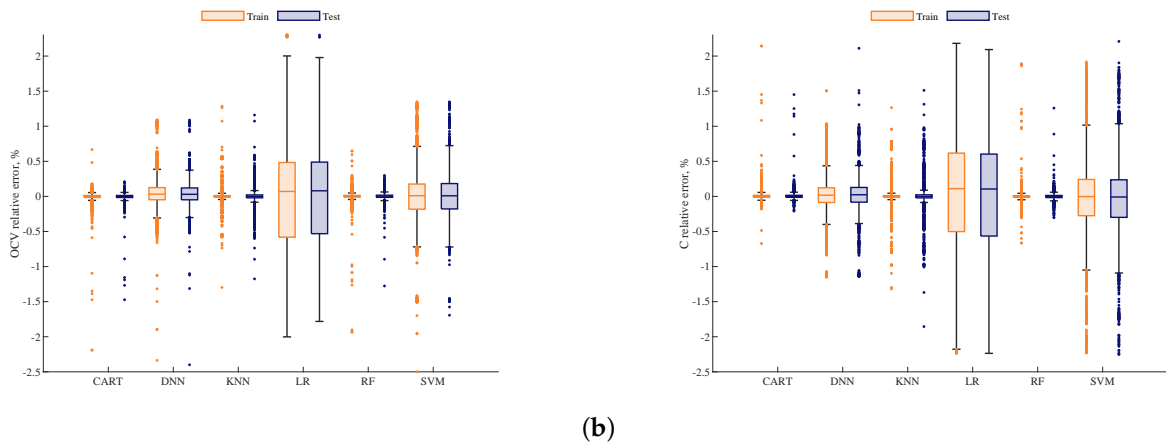 Train Test
OCV relative error, %
2
1.5
1
0.5
0
-0.5
-1
-1.5
-2
-2.5
CART DNN KNN LR RF SVM
Train Test
C relative error, %
2
1.5
1
0.5
0
-0.5
-1
-1.5
-2
-2.5
CART DNN KNN LR RF SVM
(b)